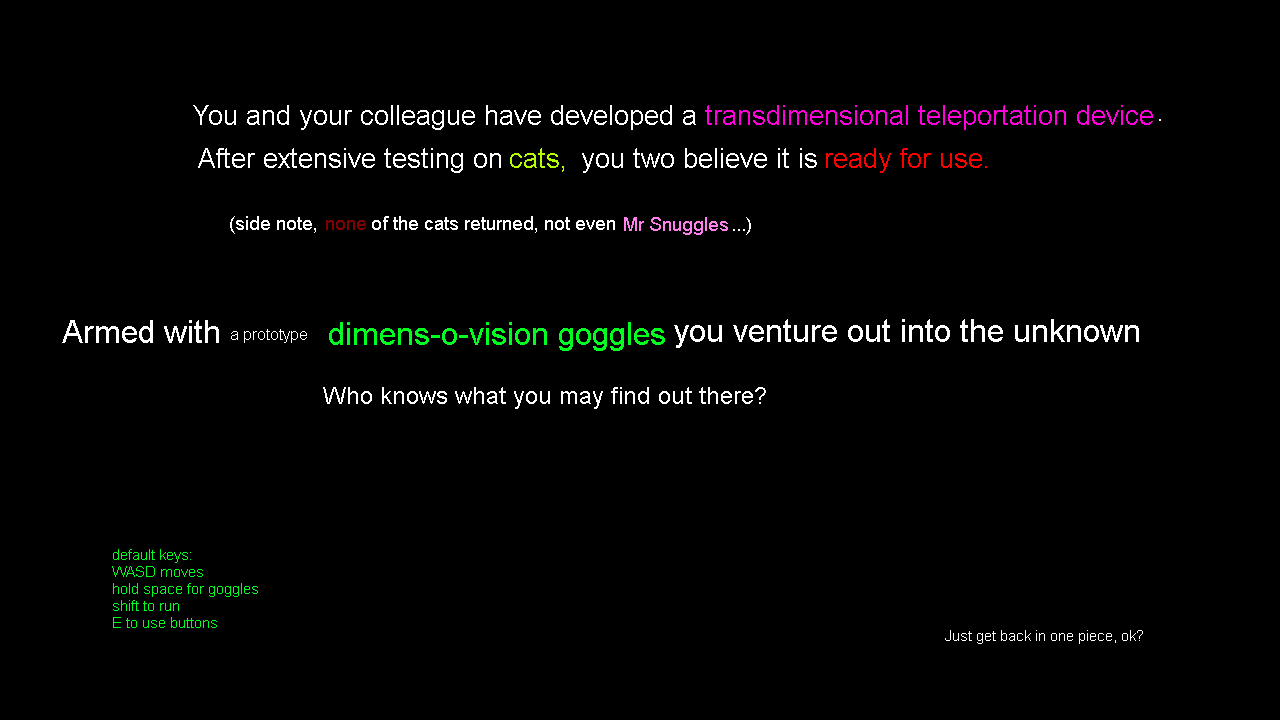 You and your colleague have developed a transdimensional teleportation device.
After extensive testing on cats, you two believe it is ready for use.
(side note, none of the cats returned, not even Mr Snuggles...)
Armed with a prototype dimens-o-vision goggles you venture out into the unknown
Who knows what you may find out there?
default keys:
WASD moves
hold space for goggles
shift to run
E to use buttons
Just get back in one piece, ok?